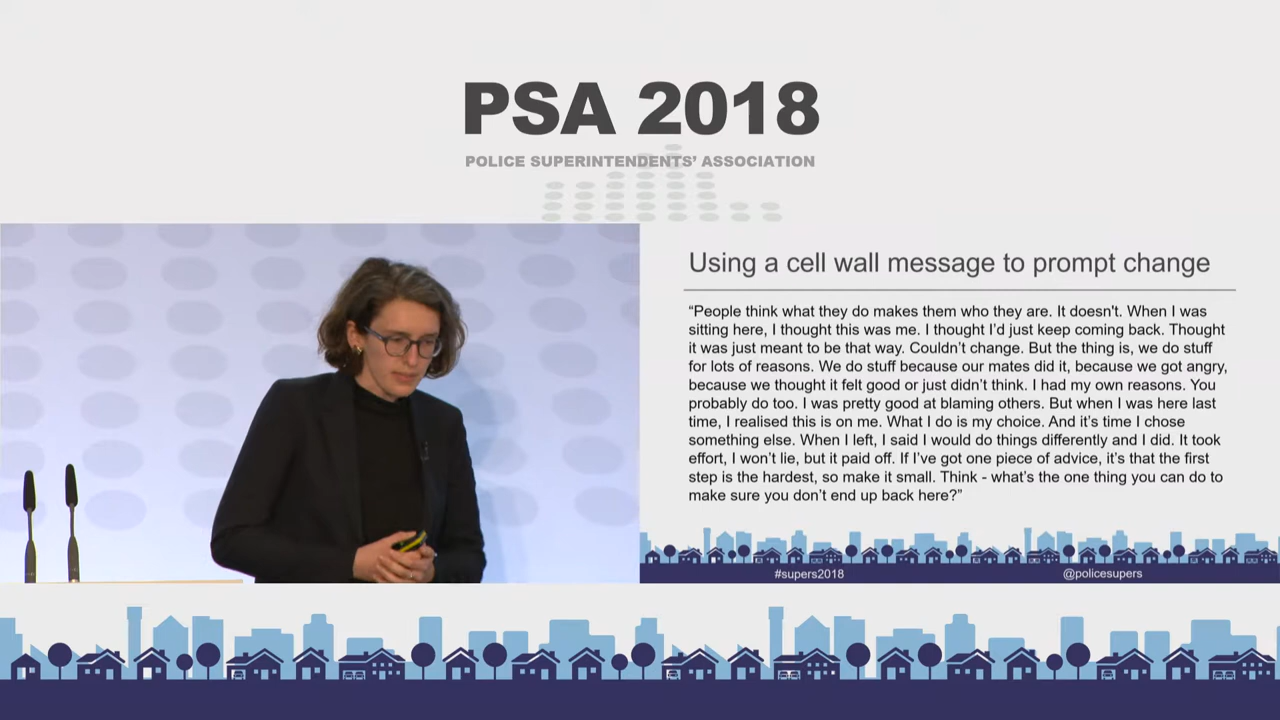 PSA 2018
POLICE SUPERINTENDENTS’ ASSOCIATION
Using a cell wall message to prompt change
“People think what they do makes them who they are. It doesn't. When I was
sitting here, I thought this was me. I thought I’d just keep coming back. Thought
it was just meant to be that way. Couldn’t change. But the thing is, we do stuff
for lots of reasons. We do stuff because our mates did it, because we got angry,
because we thought it felt good or just didn’t think. I had my own reasons. You
probably do too. I was pretty good at blaming others. But when I was here last
time, I realised this is on me. What I do is my choice. And it’s time I chose
something else. When I left, I said I would do things differently and I did. It took
effort, I won’t lie, but it paid off. If I’ve got one piece of advice, it’s that the first
step is the hardest, so make it small. Think - what’s the one thing you can do to
make sure you don’t end up back here?”
#supers2018
@policesupers